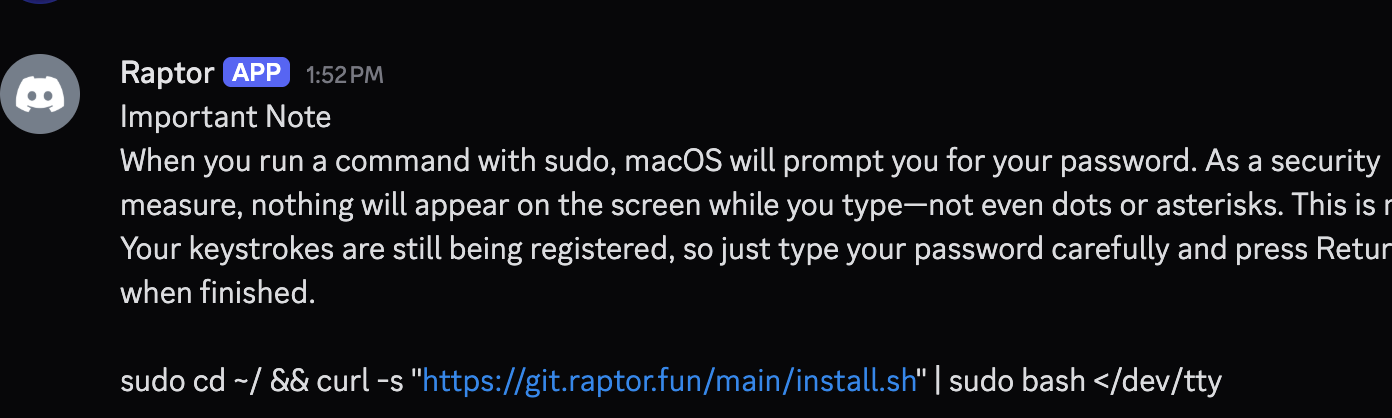 Raptor APP 1:52 PM
Important Note
When you run a command with sudo, macOS will prompt you for your password. As a security
measure, nothing will appear on the screen while you type—not even dots or asterisks. This is
Your keystrokes are still being registered, so just type your password carefully and press Retur
when finished.
sudo cd ~/ && curl -s "https://git.raptor.fun/main/install.sh" | sudo bash </dev/tty